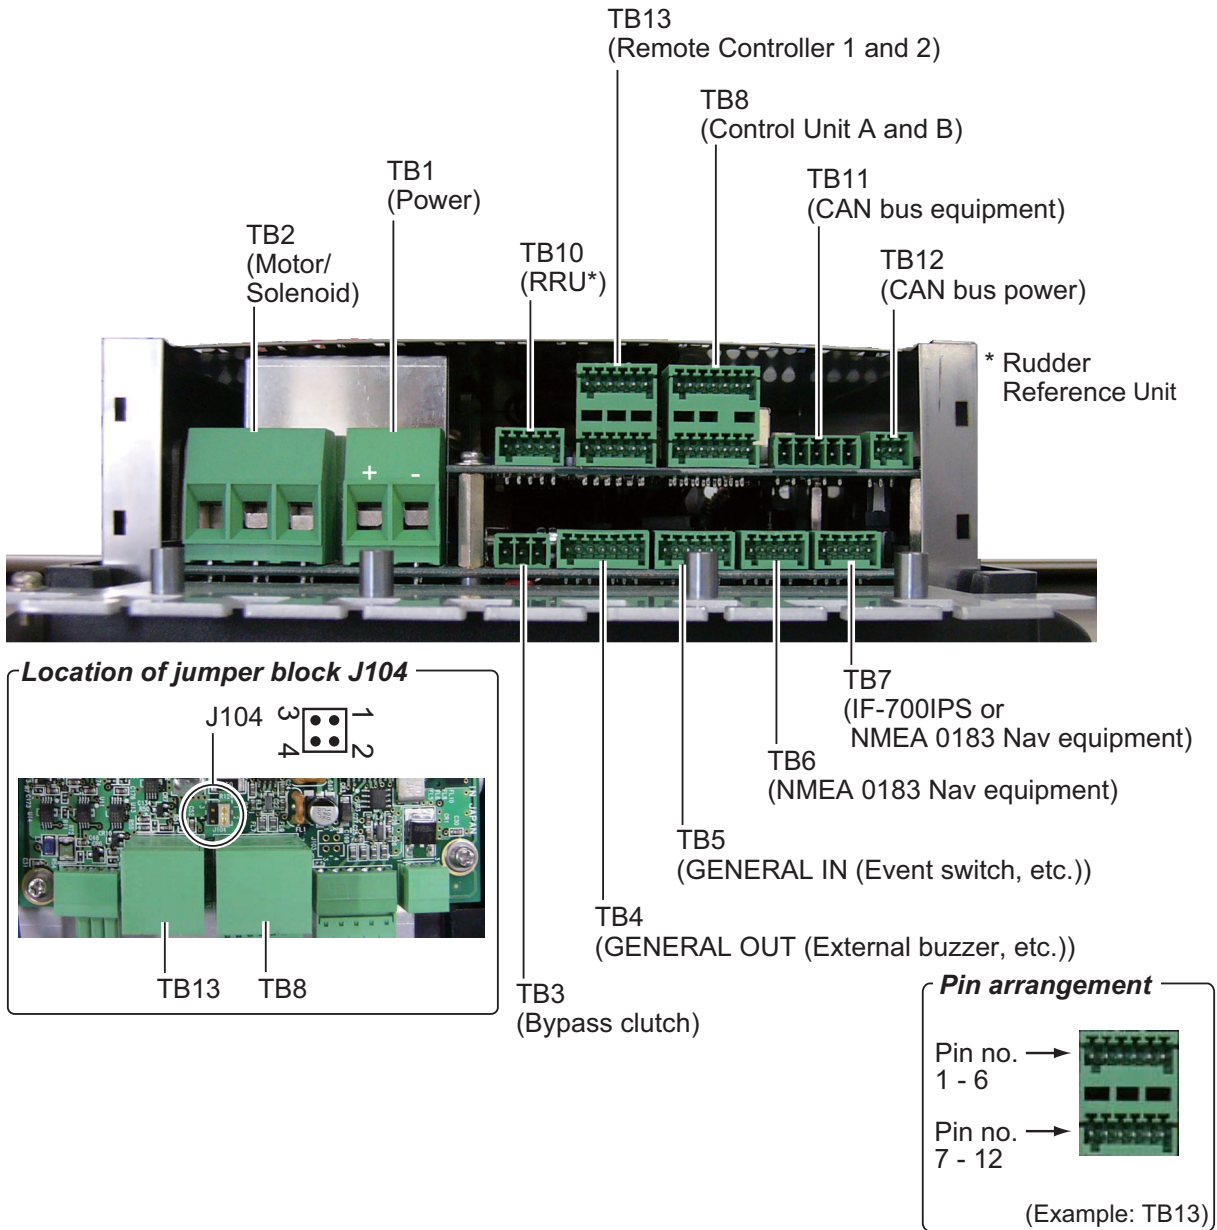 TB13
(Remote Controller 1 and 2)
TB8
(Control Unit A and B)
TB1
(Power)
TB11
(CAN bus equipment)
TB2
(Motor/
Solenoid)
TB10
(RRU*)
TB12
(CAN bus power)
* Rudder
Reference Unit
+ -
Location of jumper block J104
J104
3 1
4 2
TB13 TB8
TB7
(IF-700IPS or
NMEA 0183 Nav equipment)
TB6
(NMEA 0183 Nav equipment)
TB5
(GENERAL IN (Event switch, etc.))
TB4
(GENERAL OUT (External buzzer, etc.))
TB3
(Bypass clutch)
Pin arrangement
Pin no.
1 - 6
Pin no.
7 - 12
(Example: TB13)